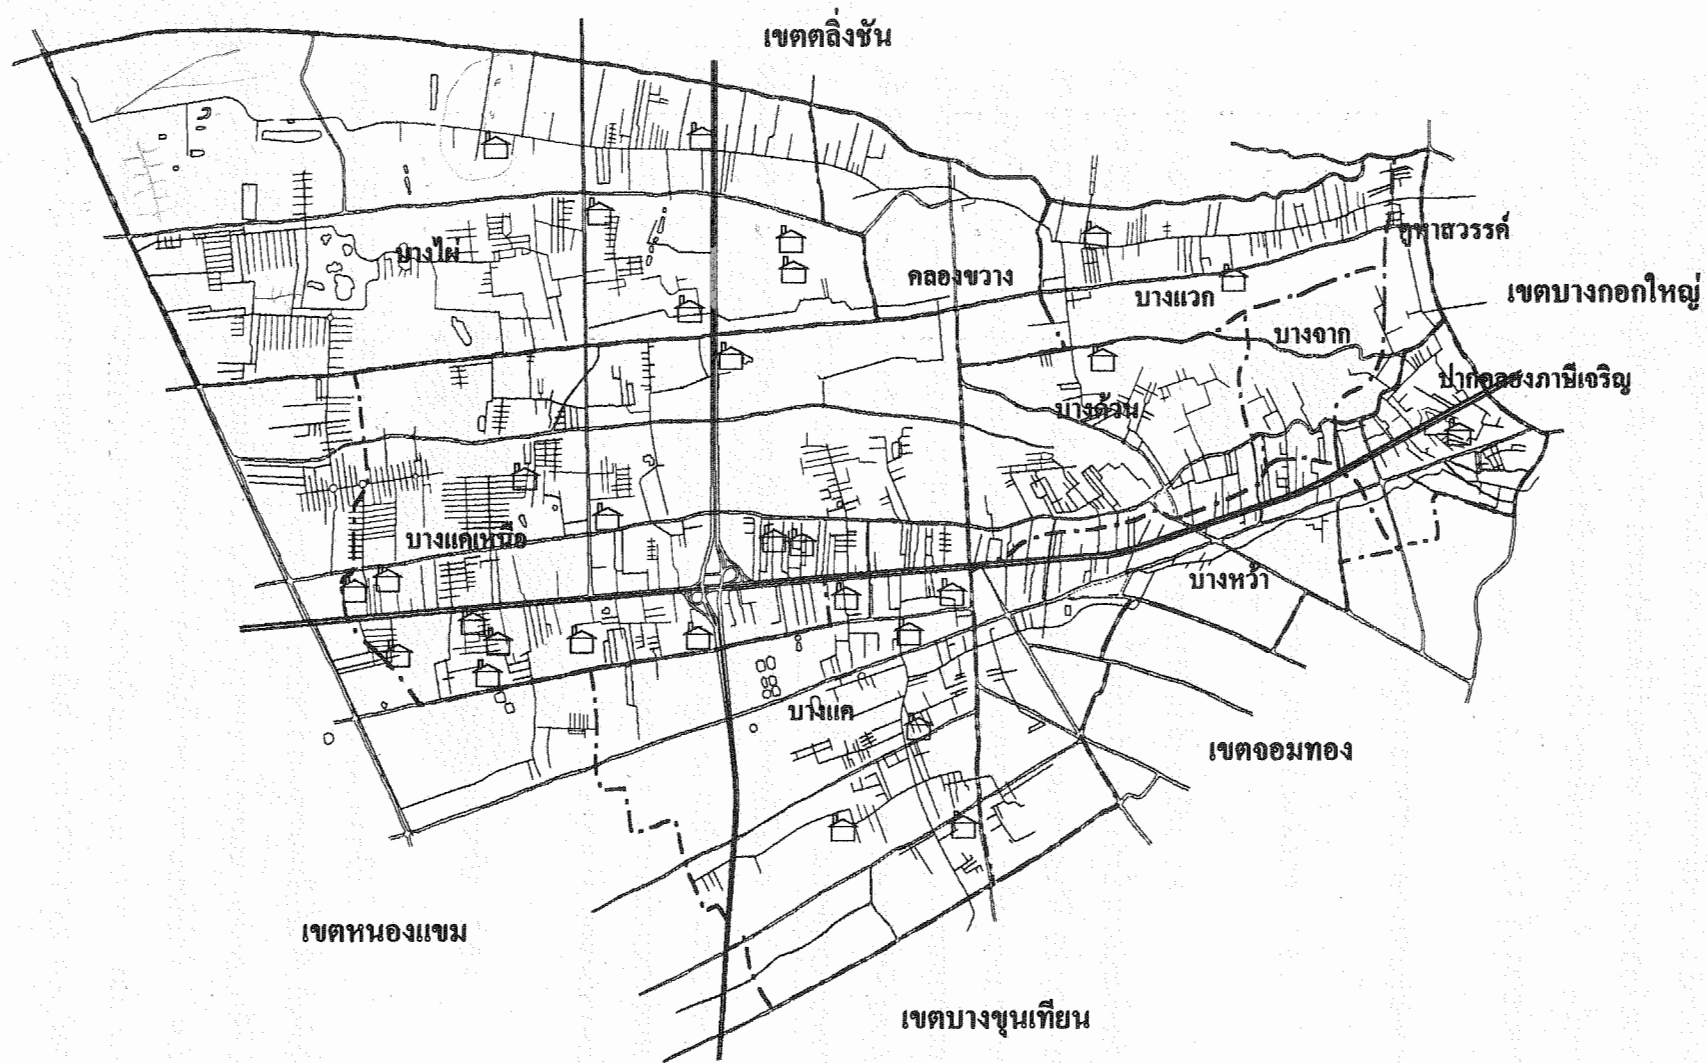 เขตตลิ่งชัน
คูหาสวรรค์
บางไผ่
คลองขวาง
บางแวก
เขตบางกอกใหญ่
บางจาก
ปากคลองภาษีเจริญ
บางด้วน
บางแคเหนือ
บางหว้า
บางแค
เขตจอมทอง
เขตหนองแขม
เขตบางขุนเทียน